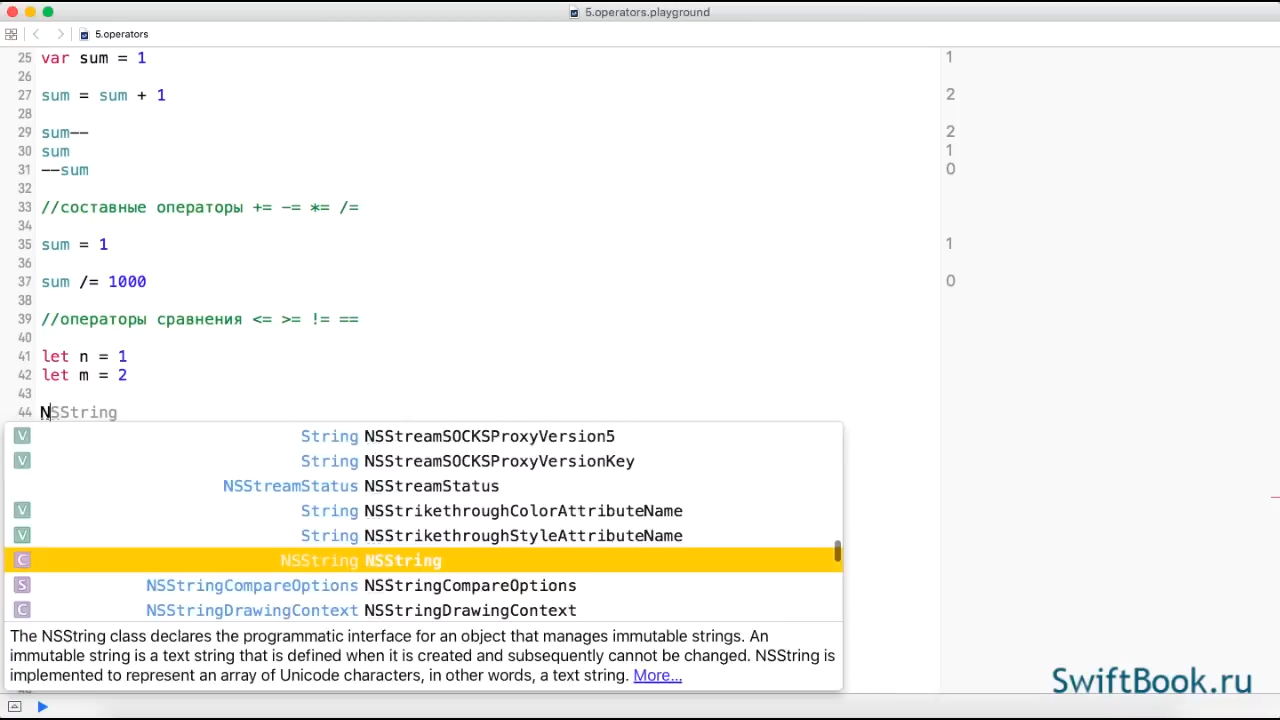 5.operators.playground
5.operators
25 var sum = 1 1
26
27 sum = sum + 1 2
28
29 sum-- 2
30 sum 1
31 --sum 0
32
33 //составные операторы += -= *= /=
34
35 sum = 1 1
36
37 sum /= 1000 0
38
39 //операторы сравнения <= >= != ==
40
41 let n = 1
42 let m = 2
43
44 NSString
String NSStreamSOCKSProxyVersion5
String NSStreamSOCKSProxyVersionKey
NSStreamStatus NSStreamStatus
String NSStrikethroughColorAttributeName
String NSStrikethroughStyleAttributeName
NSString NSString
NSStringCompareOptions NSStringCompareOptions
NSStringDrawingContext NSStringDrawingContext
The NSString class declares the programmatic interface for an object that manages immutable strings. An
immutable string is a text string that is defined when it is created and subsequently cannot be changed. NSString is
implemented to represent an array of Unicode characters, in other words, a text string. More...
SwiftBook.ru